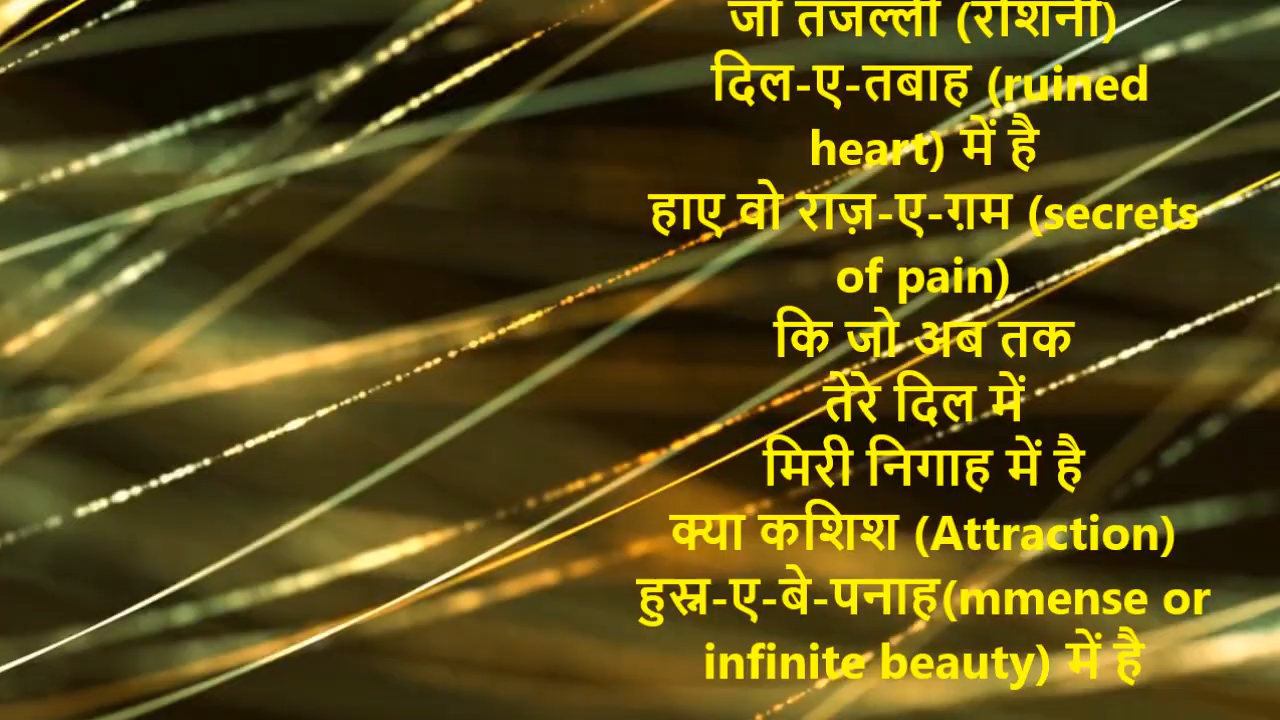 जो तजल्ली (रोशनी)
दिल-ए-तबाह (ruined
heart) में है
हाए वो राज़-ए-ग़म (secrets
of pain)
कि जो अब तक
तेरे दिल में
मिरी निगाह में है
क्या कशिश (Attraction)
हुस्न-ए-बे-पनाह(mmense or
infinite beauty) में है